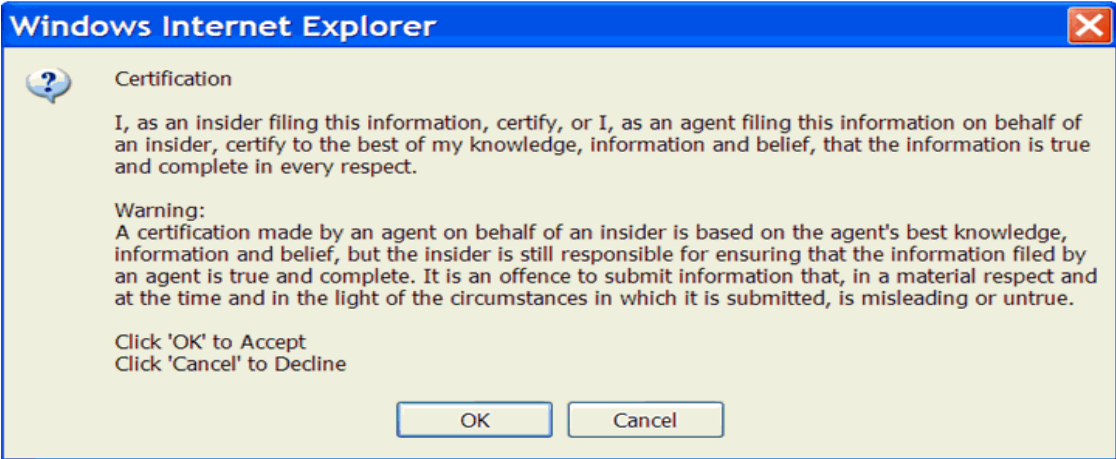 Windows Internet Explorer
Certification
I, as an insider filing this information, certify, or I, as an agent filing this information on behalf of
an insider, certify to the best of my knowledge, information and belief, that the information is true
and complete in every respect.
Warning:
A certification made by an agent on behalf of an insider is based on the agent's best knowledge,
information and belief, but the insider is still responsible for ensuring that the information filed by
an agent is true and complete. It is an offence to submit information that, in a material respect and
at the time and in the light of the circumstances in which it is submitted, is misleading or untrue.
Click 'OK' to Accept
Click 'Cancel' to Decline
OK Cancel